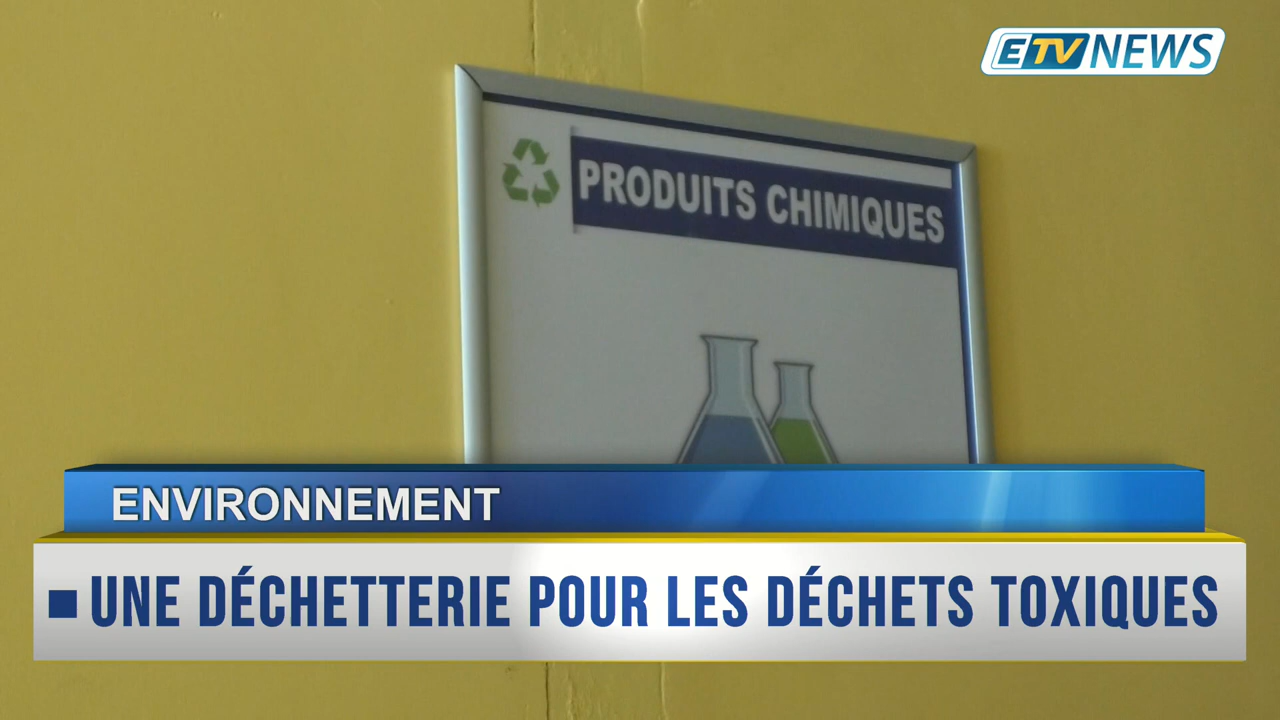 ETV NEWS
PRODUITS CHIMIQUES
ENVIRONNEMENT
UNE DÉCHETTERIE POUR LES DÉCHETS TOXIQUES